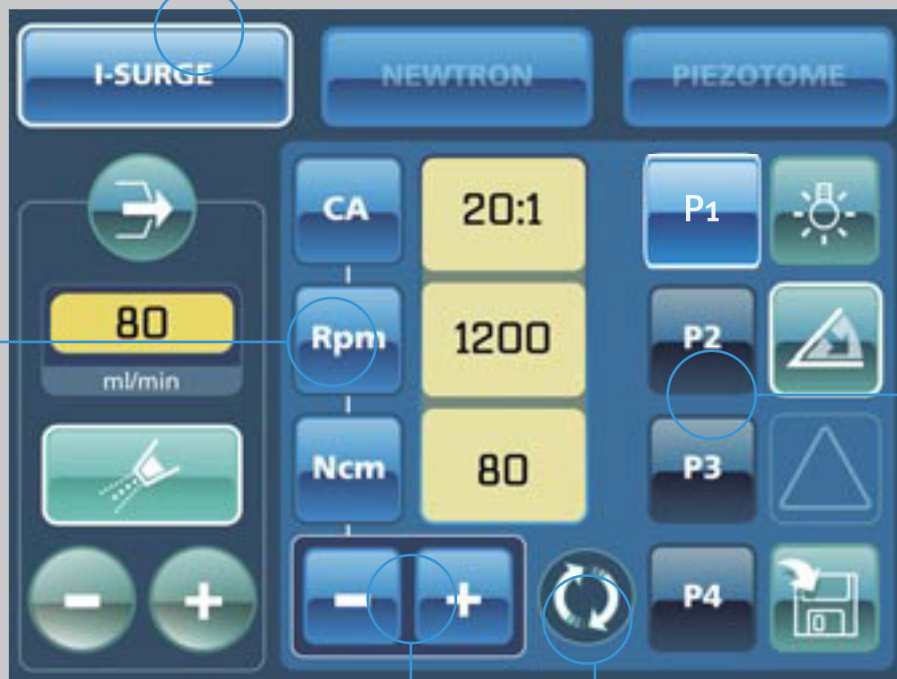 I-SURGE
NEWTRON
PIEZOTOME
80
ml/min
CA
20:1
Rpm
1200
Ncm
80
P1
P2
P3
P4